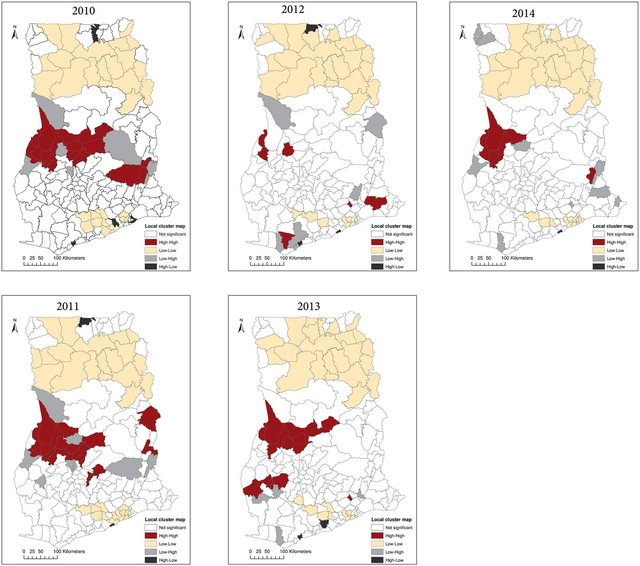 2010
N
Local cluster map
Not significant
High-High
Low-Low
Low-High
High-Low
0 25 50 100 Kilometers
2012
N
Local cluster map
Not significant
High-High
Low-Low
Low-High
High-Low
0 25 50 100 Kilometers
2014
N
Local cluster map
Not significant
High-High
Low-Low
Low-High
High-Low
0 25 50 100 Kilometers
2011
N
Local cluster map
Not significant
High-High
Low-Low
Low-High
High-Low
0 25 50 100 Kilometers
2013
N
Local cluster map
Not significant
High-High
Low-Low
Low-High
High-Low
0 25 50 100 Kilometers